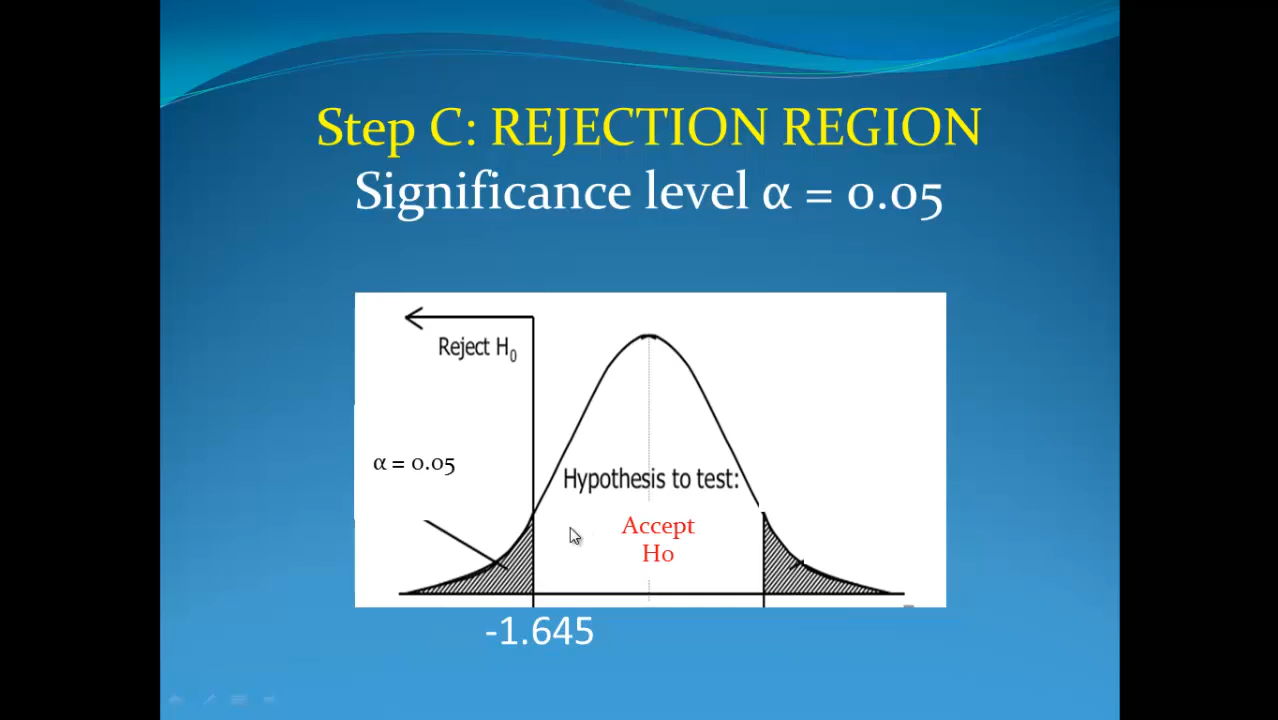 Step C: REJECTION REGION
Significance level α = 0.05
Reject H₀
α = 0.05
Hypothesis to test:
Accept
Ho
-1.645